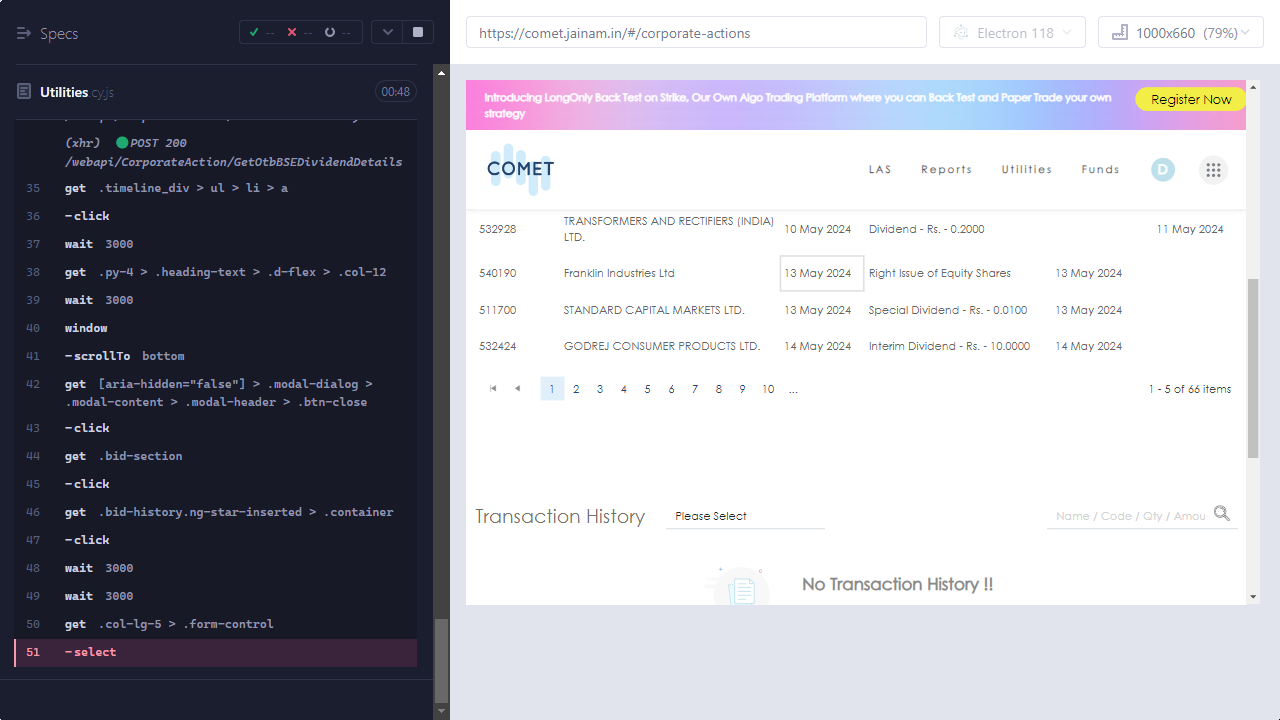 Specs
--
--
--
https://comet.jainam.in/#/corporate-actions
Electron 118
1000x660 (79%)
Utilities.cy.js
00:48
(xhr) POST 200
/webapi/CorporateAction/GetOtbBSEDividendDetails
35 get .timeline_div > ul > li > a
36 -click
37 wait 3000
38 get .py-4 > .heading-text > .d-flex > .col-12
39 wait 3000
40 window
41 -scrollTo bottom
42 get [aria-hidden="false"] > .modal-dialog >
.modal-content > .modal-header > .btn-close
43 -click
44 get .bid-section
45 -click
46 get .bid-history.ng-star-inserted > .container
47 -click
48 wait 3000
49 wait 3000
50 get .col-lg-5 > .form-control
51 -select
Introducing LongOnly Back Test on Strike, Our Own Algo Trading Platform where you can Back Test and Paper Trade your own
strategy
Register Now
COMET
LAS Reports Utilities Funds D
532928 TRANSFORMERS AND RECTIFIERS (INDIA) LTD. 10 May 2024 Dividend - Rs. - 0.2000 11 May 2024
540190 Franklin Industries Ltd 13 May 2024 Right Issue of Equity Shares 13 May 2024
511700 STANDARD CAPITAL MARKETS LTD. 13 May 2024 Special Dividend - Rs. - 0.0100 13 May 2024
532424 GODREJ CONSUMER PRODUCTS LTD. 14 May 2024 Interim Dividend - Rs. - 10.0000 14 May 2024
1 2 3 4 5 6 7 8 9 10 ... 1 - 5 of 66 items
Transaction History Please Select Name / Code / Qty / Amou
No Transaction History !!